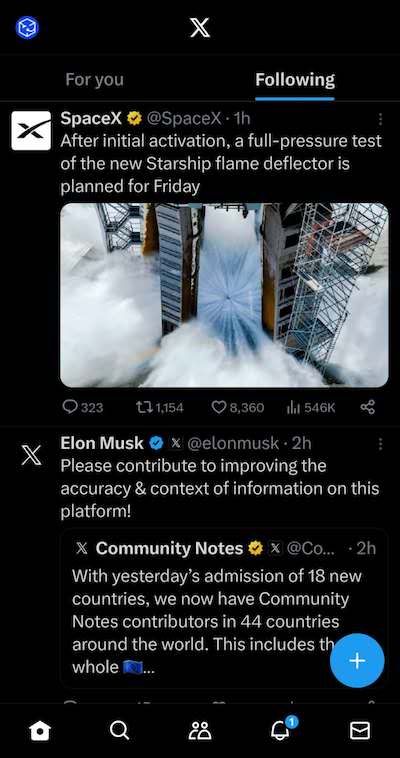 For you
Following
SpaceX @SpaceX · 1h
After initial activation, a full-pressure test
of the new Starship flame deflector is
planned for Friday
323 1,154 8,360 546K
Elon Musk @elonmusk · 2h
Please contribute to improving the
accuracy & context of information on this
platform!
Community Notes @Co... · 2h
With yesterday’s admission of 18 new
countries, we now have Community
Notes contributors in 44 countries
around the world. This includes
whole 🇪🇺...
1